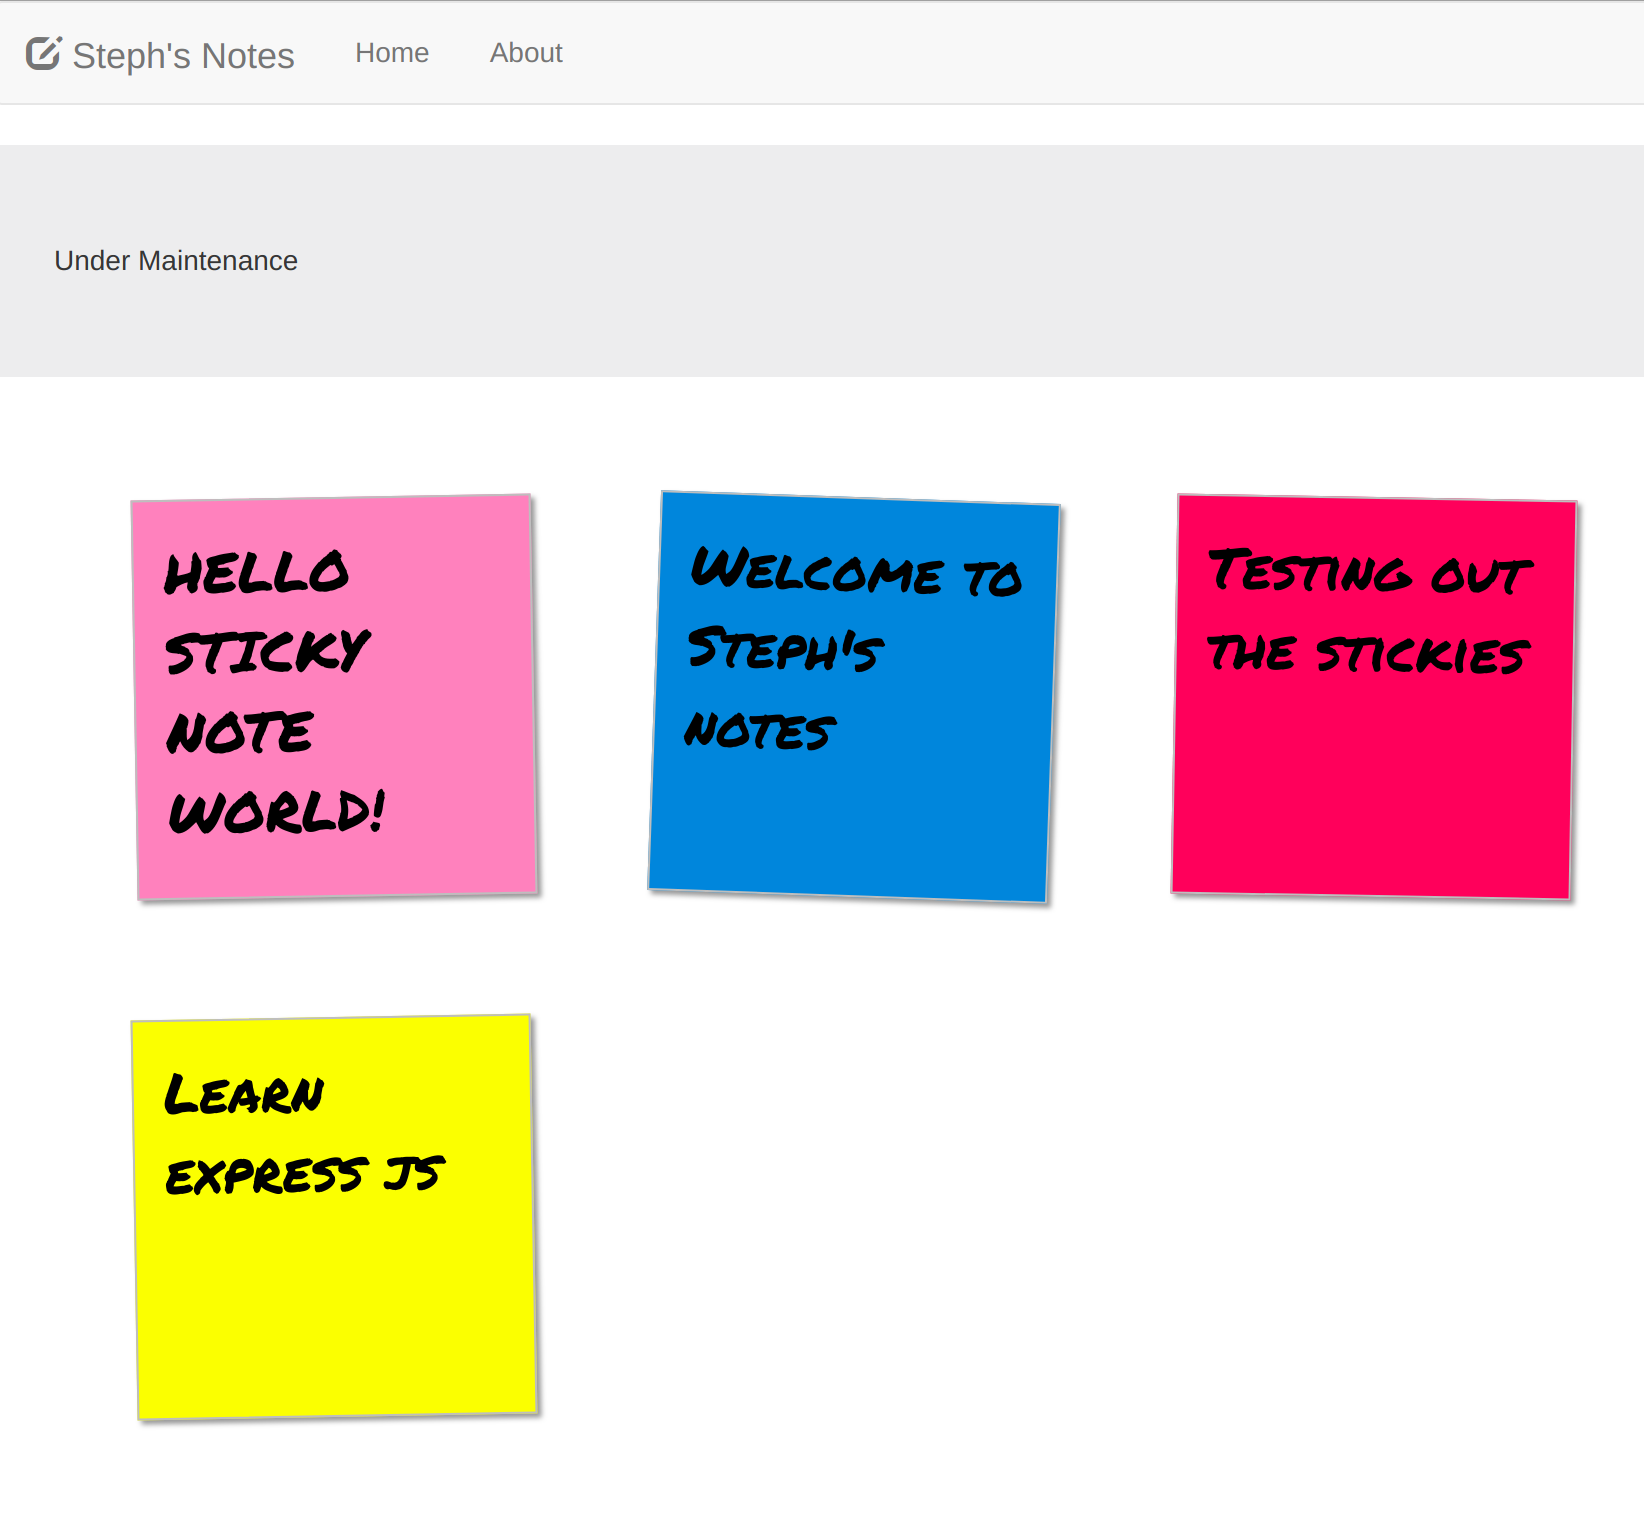 Steph's Notes Home About
Under Maintenance
HELLO
STICKY
NOTE
WORLD!
Welcome to
Steph's
notes
Testing out
the stickies
Learn
express js